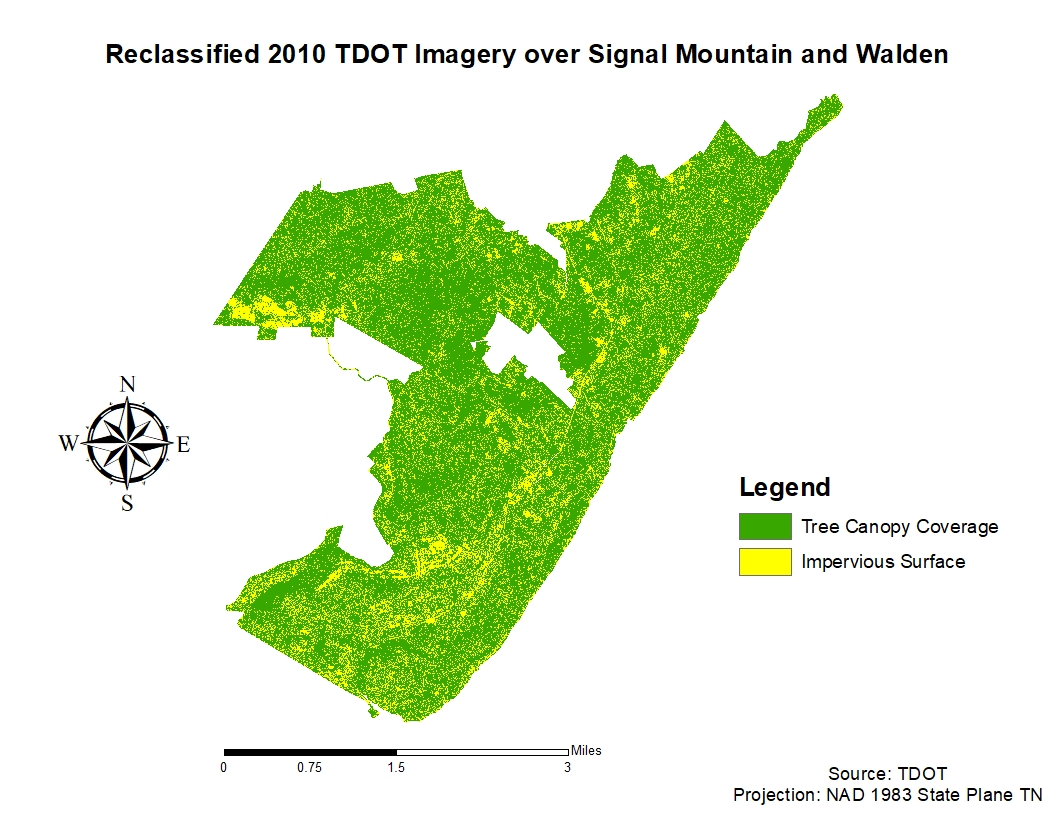 Reclassified 2010 TDOT Imagery over Signal Mountain and Walden
N
W E
S
Legend
Tree Canopy Coverage
Impervious Surface
Miles
0 0.75 1.5 3
Source: TDOT
Projection: NAD 1983 State Plane TN